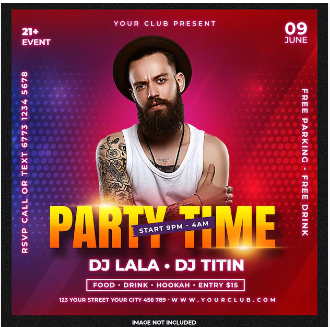 YOUR CLUB PRESENT
21+
EVENT
09
JUNE
RSVP CALL OR TEXT 6773 1234 5678
FREE PARKING - FREE DRINK
PARTY TIME
START 9PM - 4AM
DJ LALA • DJ TITIN
FOOD • DRINK • HOOKAH • ENTRY $15
123 YOUR STREET YOUR CITY 456 789 - WWW.YOURCLUB.COM
IMAGE NOT INCLUDED